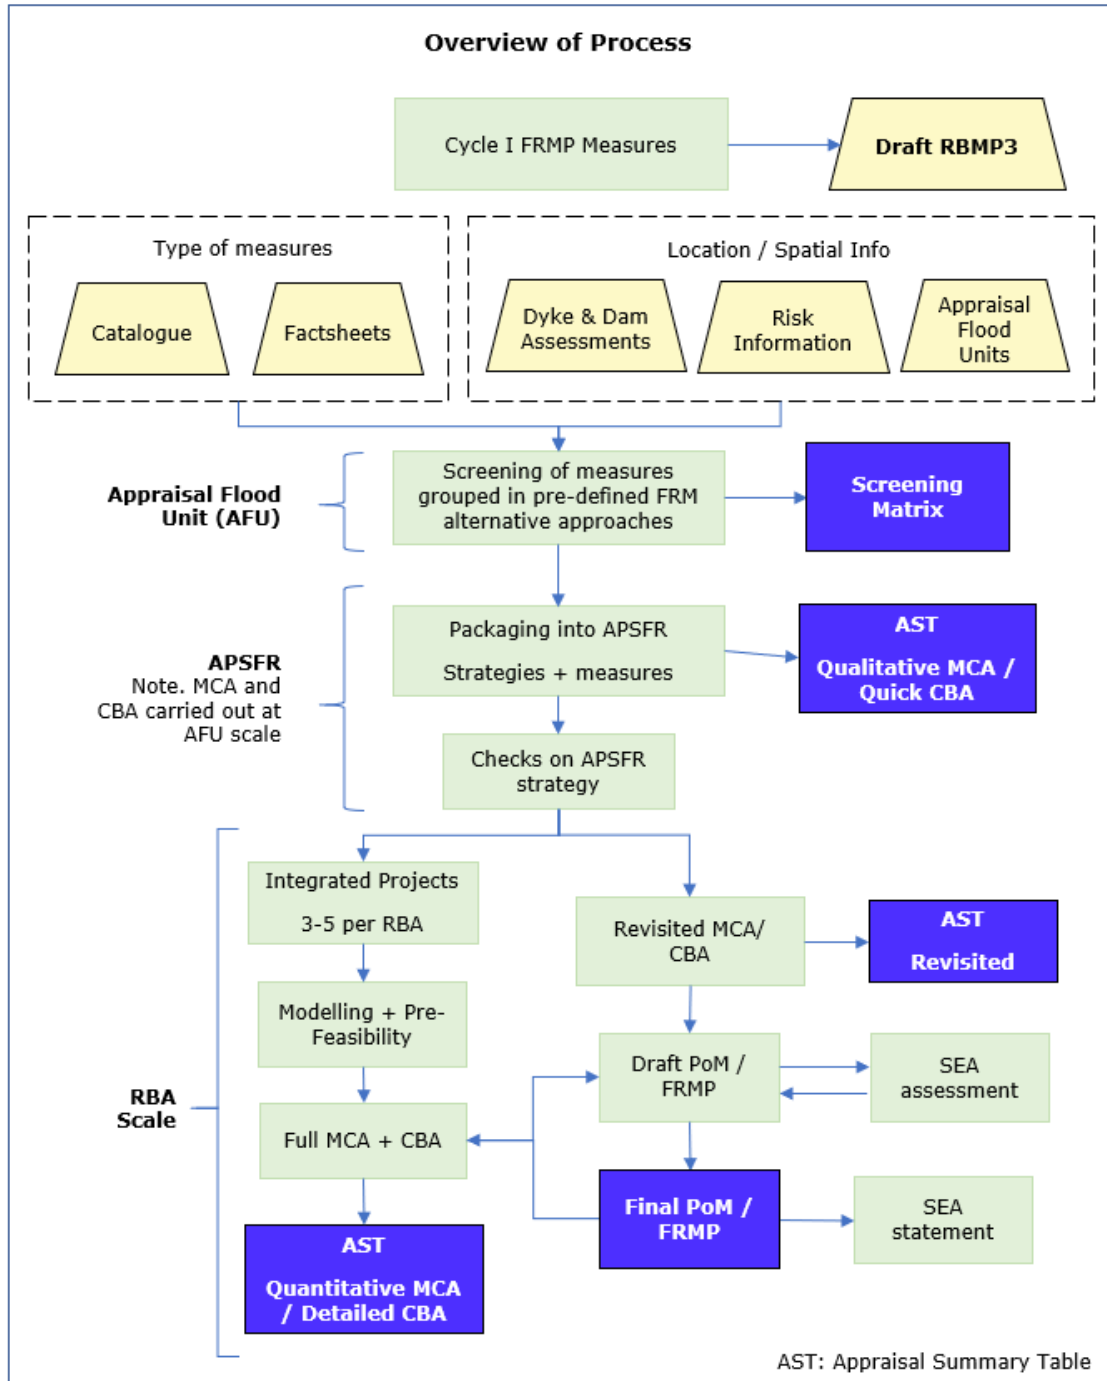 Overview of Process
Cycle I FRMP Measures
Draft RBMP3
Type of measures
Catalogue
Factsheets
Location / Spatial Info
Dyke & Dam
Assessments
Risk
Information
Appraisal
Flood
Units
Appraisal Flood
Unit (AFU)
Screening of measures
grouped in pre-defined FRM
alternative approaches
Screening
Matrix
APSFR
Note. MCA and
CBA carried out at
AFU scale
Packaging into APSFR
Strategies + measures
AST
Qualitative MCA /
Quick CBA
Checks on APSFR
strategy
RBA
Scale
Integrated Projects
3-5 per RBA
Revisited MCA/
CBA
AST
Revisited
Modelling + Pre-
Feasibility
Draft PoM /
FRMP
SEA
assessment
Full MCA + CBA
Final PoM /
FRMP
SEA
statement
AST
Quantitative MCA
/ Detailed CBA
AST: Appraisal Summary Table